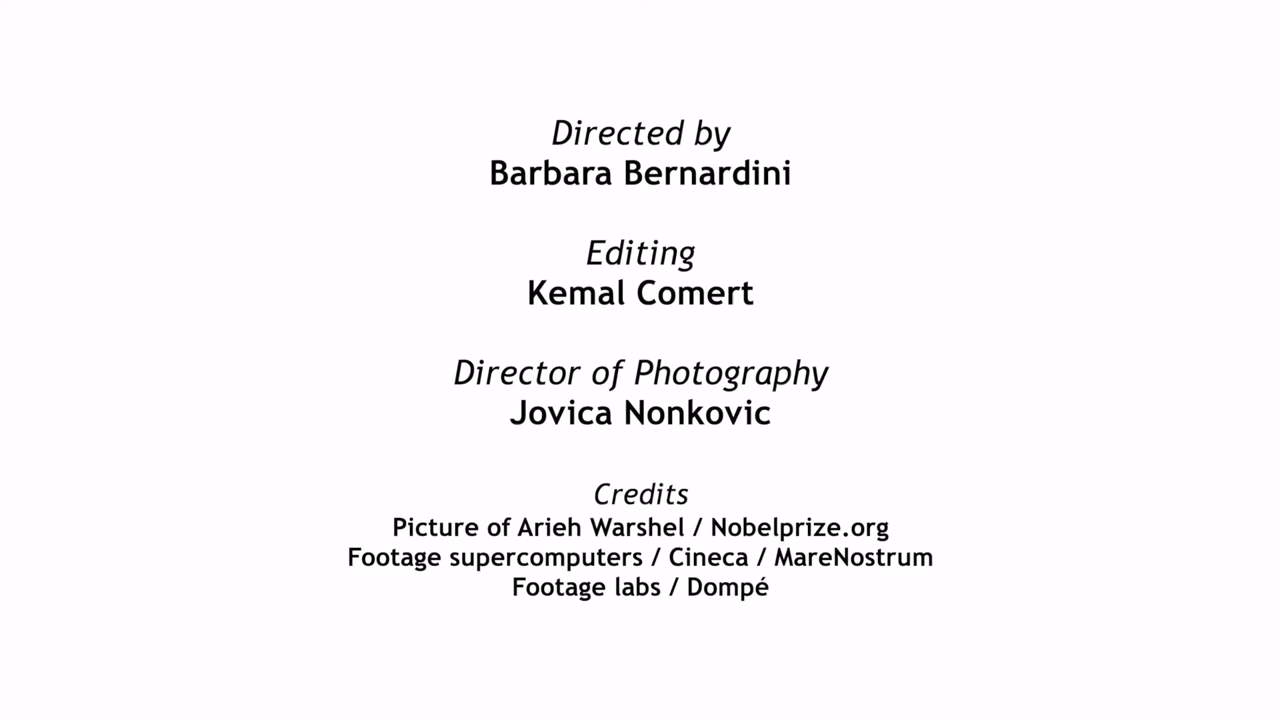 Directed by
Barbara Bernardini
Editing
Kemal Comert
Director of Photography
Jovica Nonkovic
Credits
Picture of Arieh Warshel / Nobelprize.org
Footage supercomputers / Cineca / MareNostrum
Footage labs / Dompé